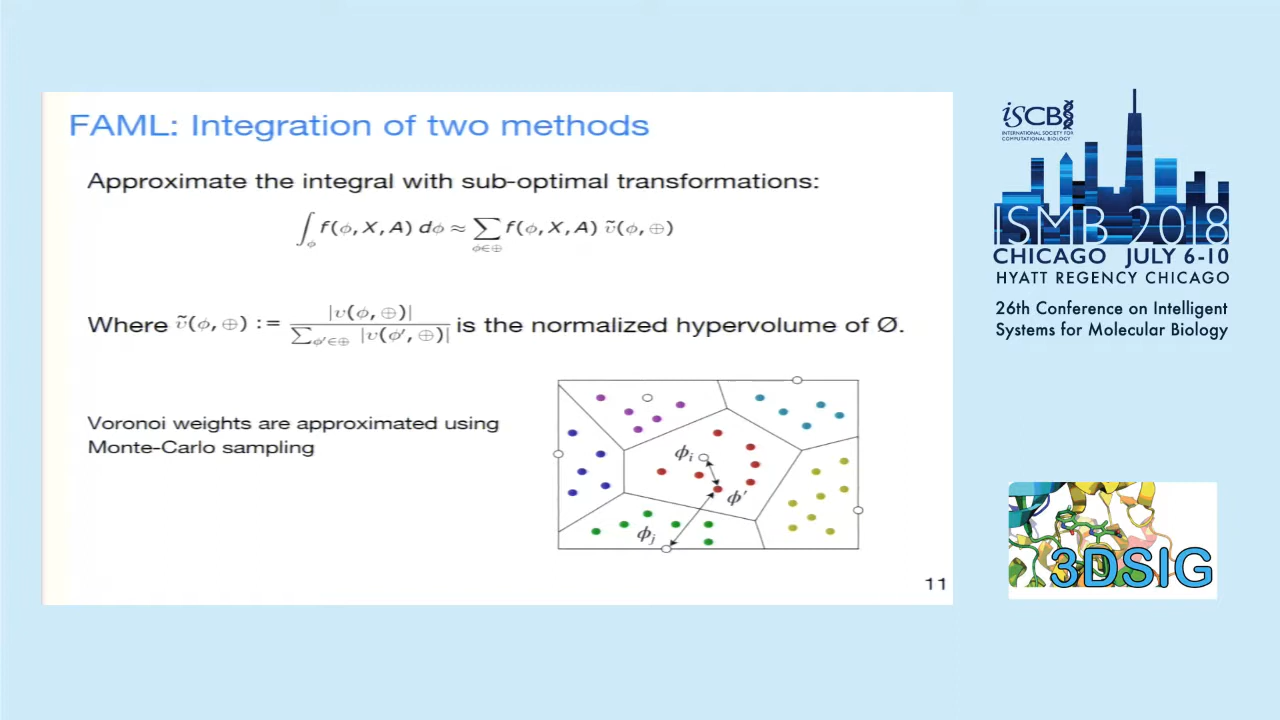 FAML: Integration of two methods
Approximate the integral with sub-optimal transformations:
∫_ϕ f(ϕ, X, A) dϕ ≈ ∑_{ϕ∈⊕} f(ϕ, X, A) ṽ(ϕ, ⊕)
Where ṽ(ϕ, ⊕) := |v(ϕ, ⊕)| / ∑_{ϕ'∈⊕} |v(ϕ', ⊕)| is the normalized hypervolume of Ø.
Voronoi weights are approximated using
Monte-Carlo sampling
ϕi
ϕ'
ϕj
11
iSCB
INTERNATIONAL SOCIETY FOR
COMPUTATIONAL BIOLOGY
ISMB 2018
CHICAGO JULY 6-10
HYATT REGENCY CHICAGO
26th Conference on Intelligent
Systems for Molecular Biology
3DSIG